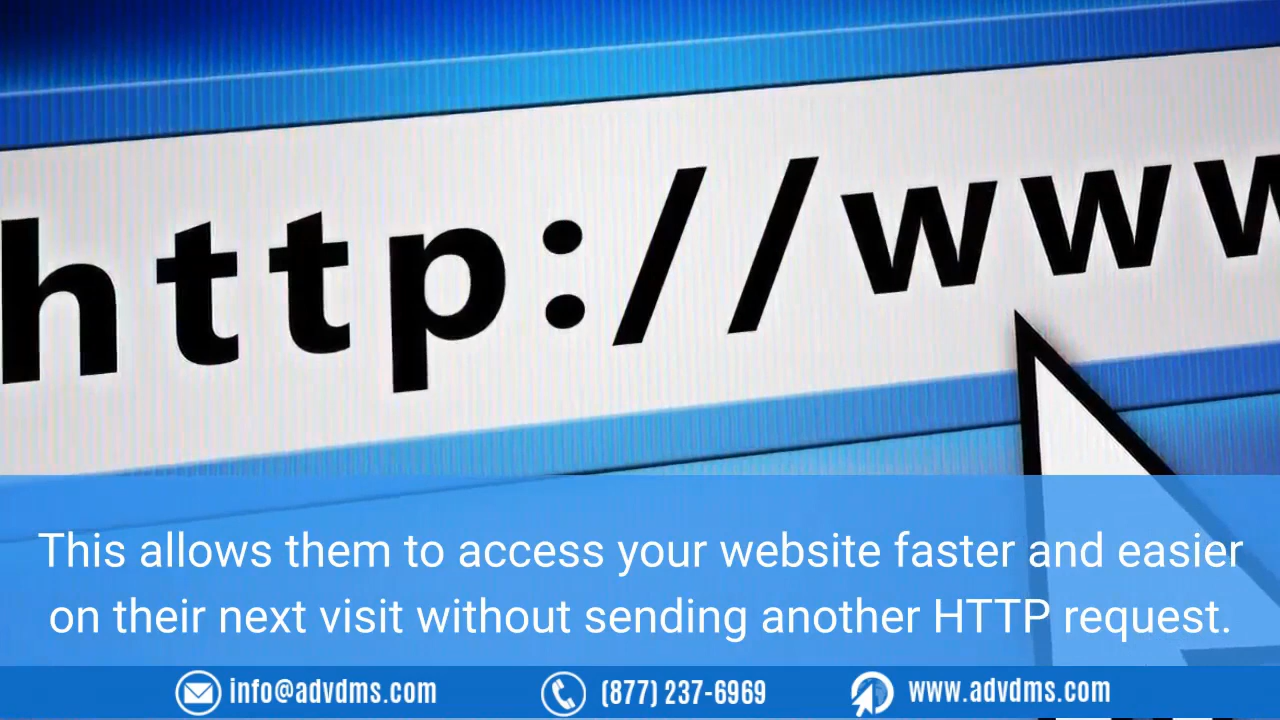 http://www
This allows them to access your website faster and easier
on their next visit without sending another HTTP request.
info@advdms.com (877) 237-6969 www.advdms.com